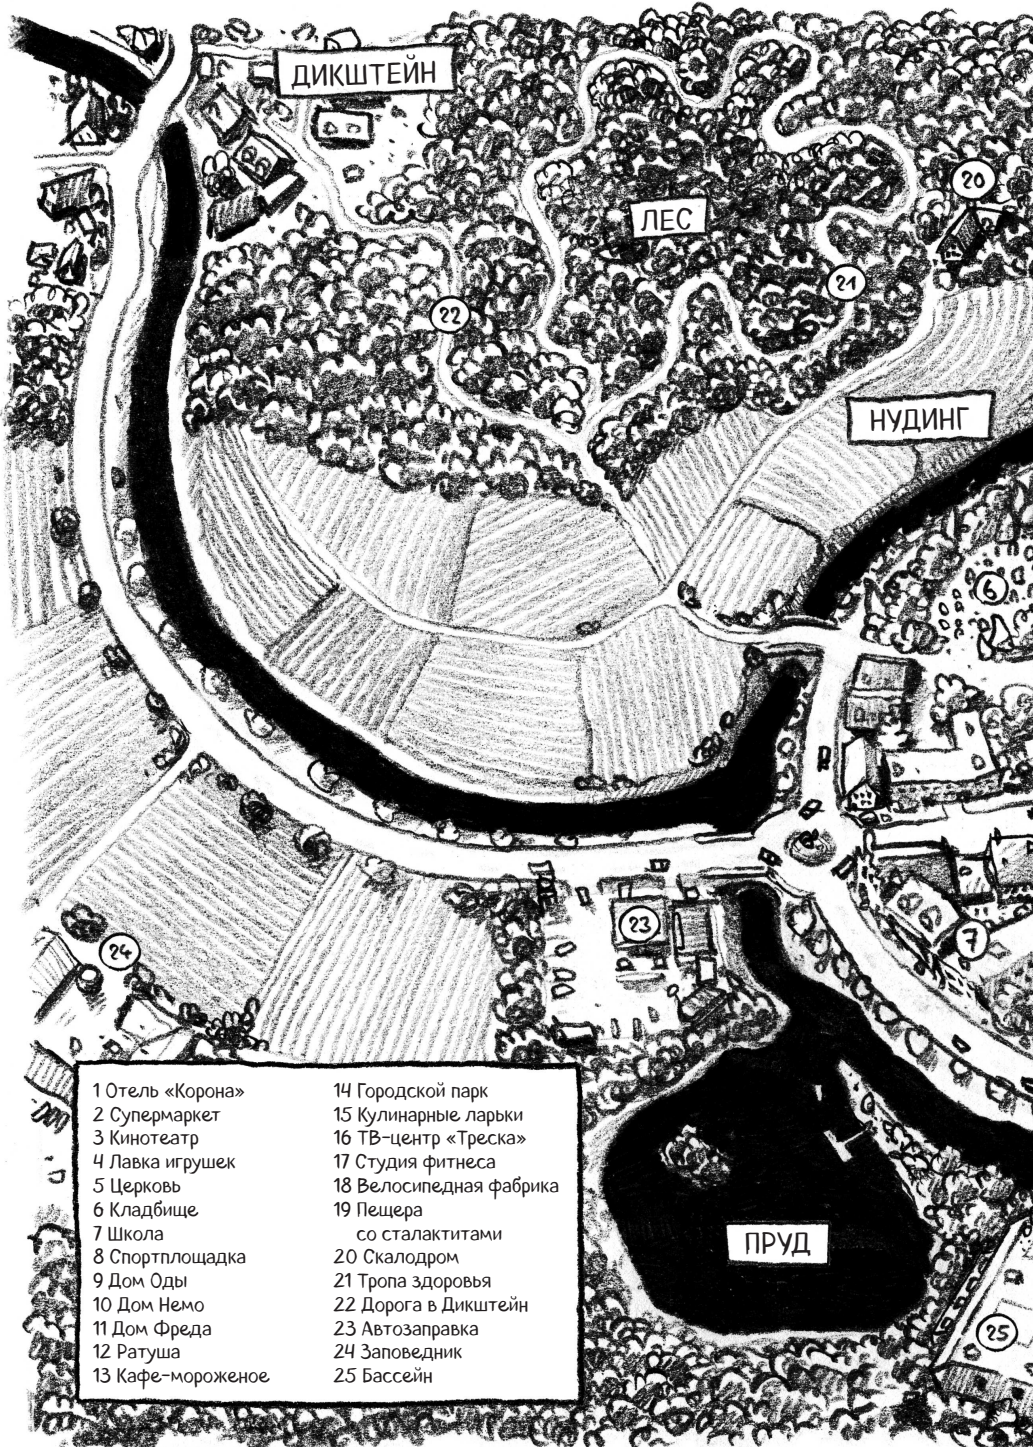 ДИКШТЕЙН
20
ЛЕС
21
22
НУДИНГ
6
23
7
24
ПРУД
25
1 Отель «Корона»
2 Супермаркет
3 Кинотеатр
4 Лавка игрушек
5 Церковь
6 Кладбище
7 Школа
8 Спортплощадка
9 Дом Оды
10 Дом Немо
11 Дом Фреда
12 Ратуша
13 Кафе-мороженое
14 Городской парк
15 Кулинарные ларьки
16 ТВ-центр «Треска»
17 Студия фитнеса
18 Велосипедная фабрика
19 Пещера
со сталактитами
20 Скалодром
21 Тропа здоровья
22 Дорога в Дикштейн
23 Автозаправка
24 Заповедник
25 Бассейн